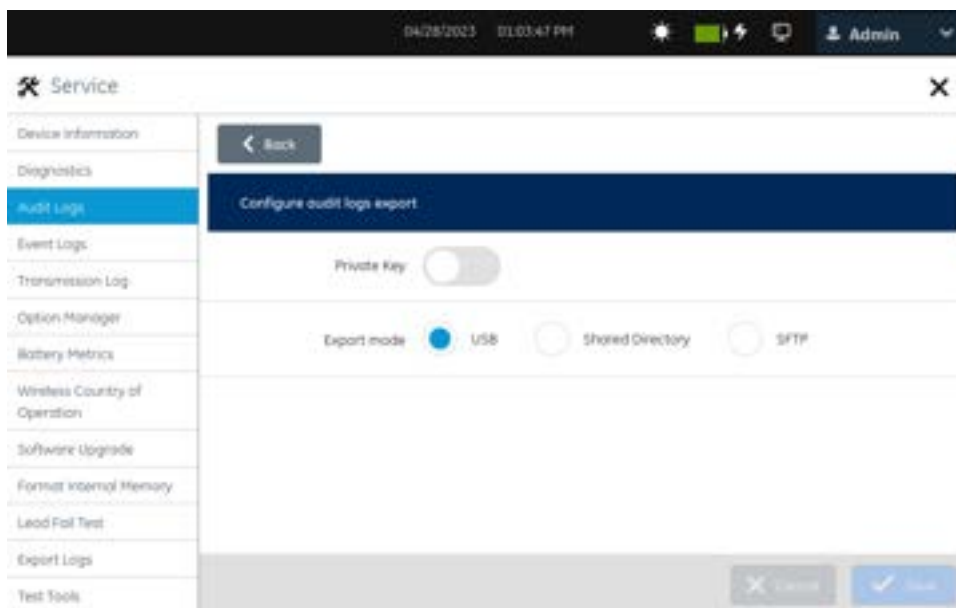 04/28/2023 01:03:47 PM Admin
Service
Device Information
Diagnostics
Audit Logs
Event Logs
Transmission Log
Option Manager
Battery Metrics
Wireless Country of
Operation
Software Upgrade
Format Internal Memory
Lead Fail Test
Export Logs
Test Tools
Back
Configure audit logs export
Private Key
Export mode USB Shared Directory SFTP
Cancel Save